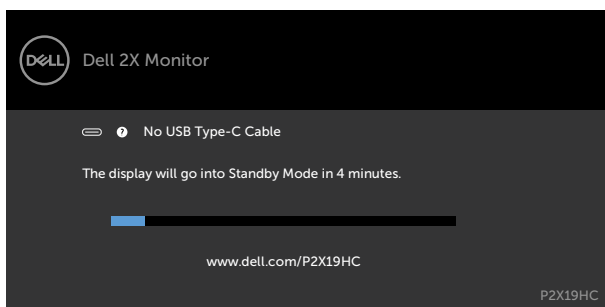 DELL
Dell 2X Monitor
? No USB Type-C Cable
The display will go into Standby Mode in 4 minutes.
www.dell.com/P2X19HC
P2X19HC